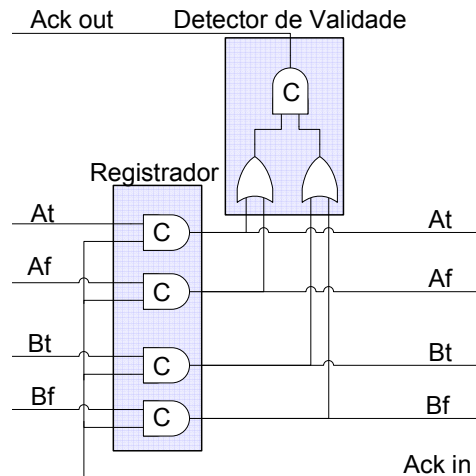 Ack out
Detector de Validade
C
Registrador
At
C
At
Af
C
Af
Bt
C
Bt
Bf
C
Bf
Ack in